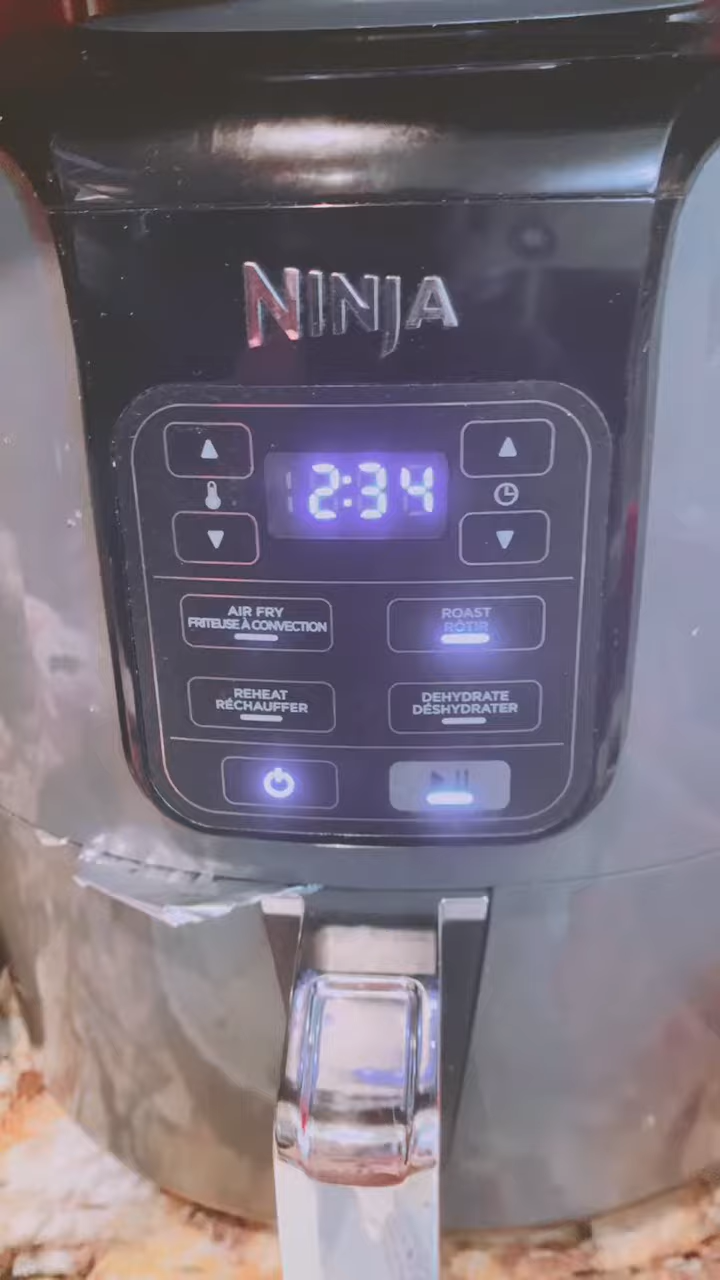 NINJA
2:34
AIR FRY
FRITEUSE À CONVECTION
ROAST
RÔTIR
REHEAT
RÉCHAUFFER
DEHYDRATE
DÉSHYDRATER